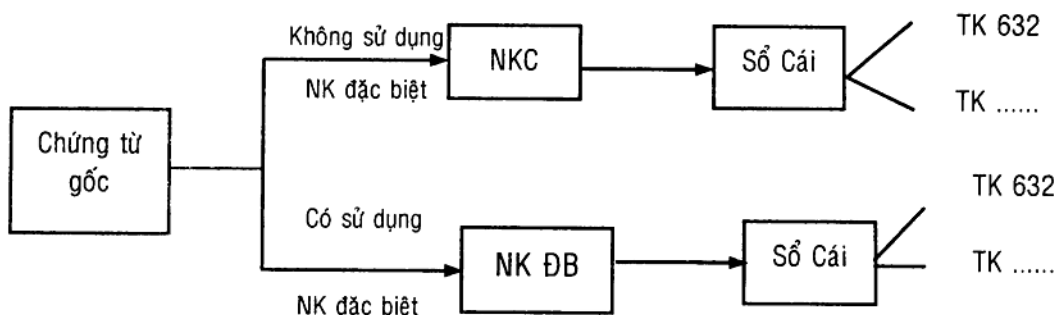 Không sử dụng
NK đặc biệt
NKC
Sổ Cái
TK 632
TK ......
Chứng từ
gốc
Có sử dụng
NK đặc biệt
NK ĐB
Sổ Cái
TK 632
TK ......